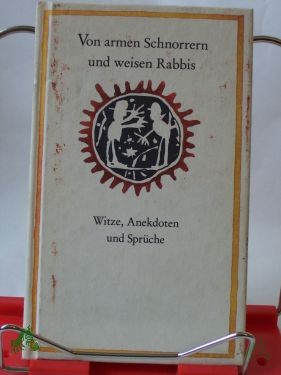 Von armen Schnorrern
und weisen Rabbis
Witze, Anekdoten
und Sprüche